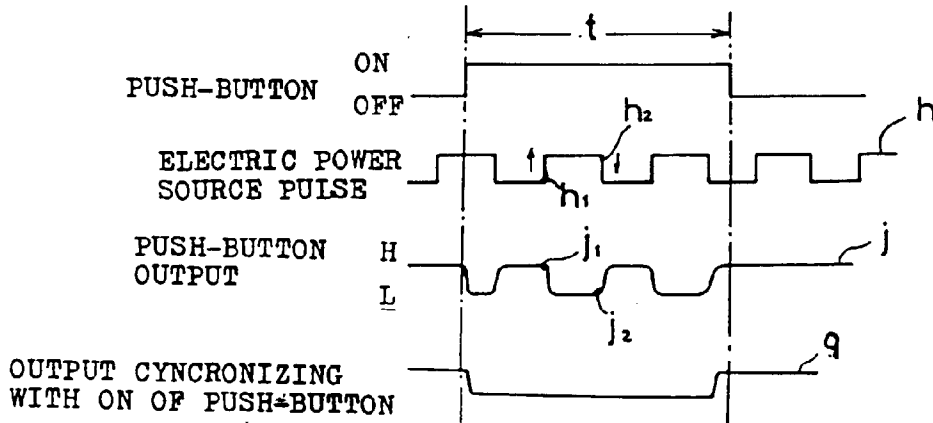 t
ON
PUSH-BUTTON
OFF
h2
h
ELECTRIC POWER
SOURCE PULSE
h1
PUSH-BUTTON
OUTPUT
H
L
j1
j
j2
OUTPUT CYNCRONIZING
WITH ON OF PUSH-BUTTON
g